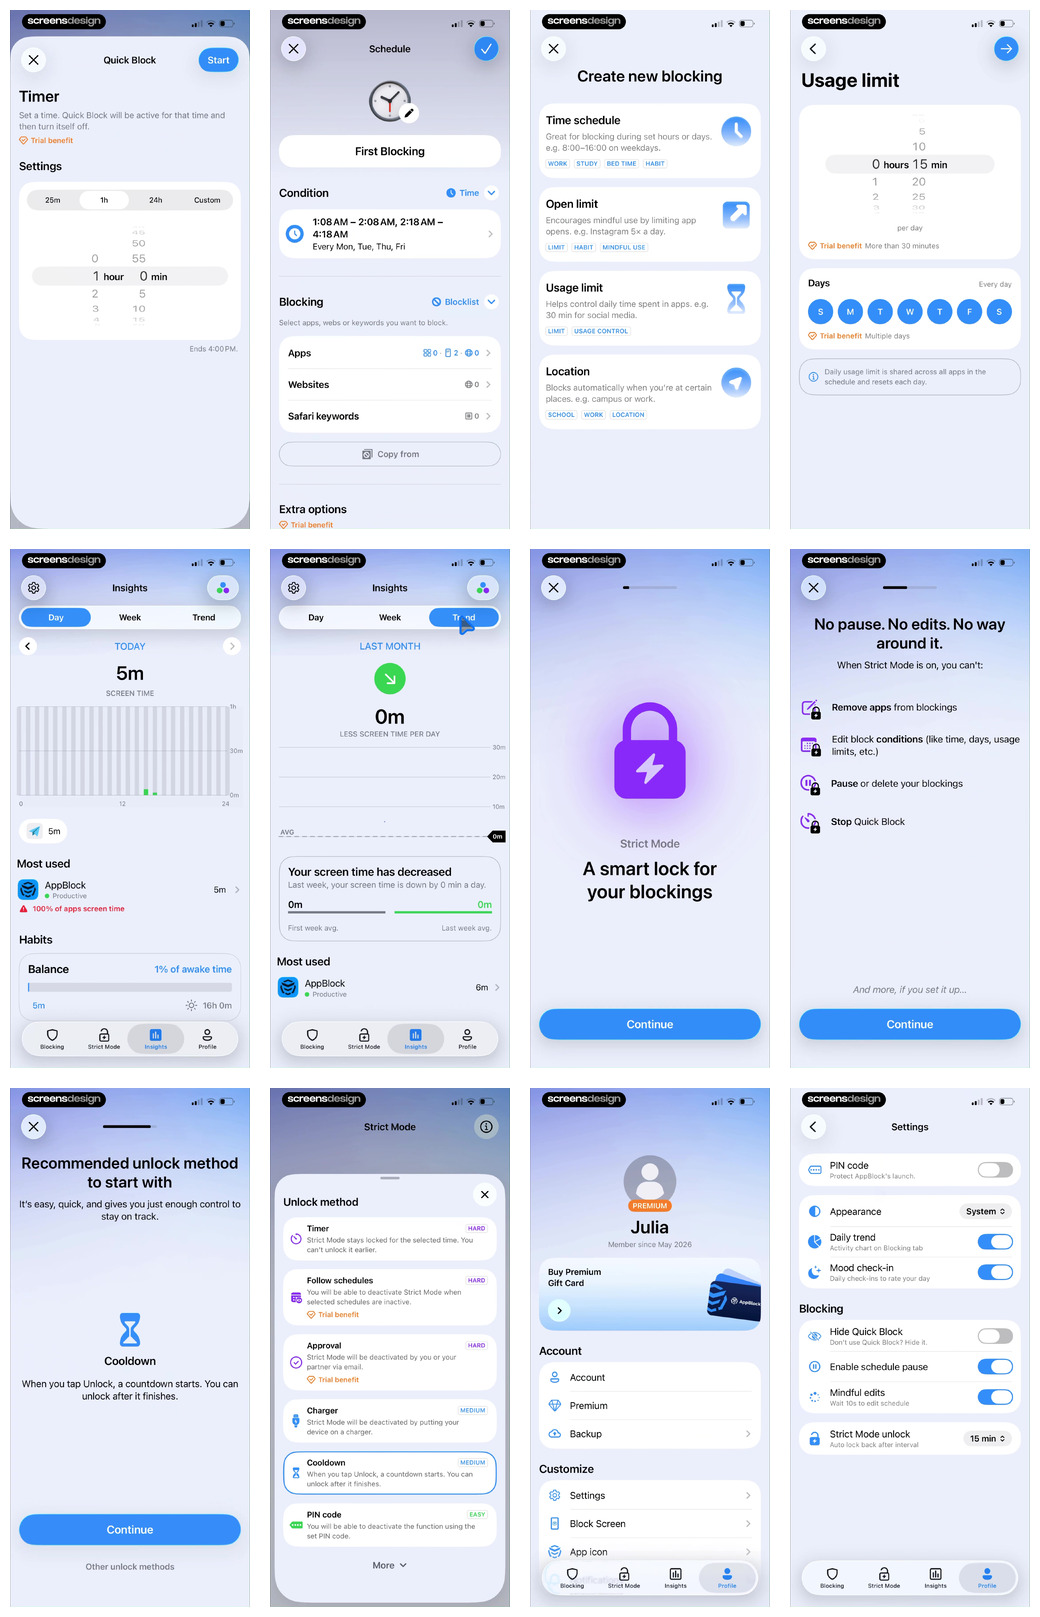 screensdesign
Quick Block
Start
Timer
Set a time. Quick Block will be active for that time and
then turn itself off.
Trial benefit
Settings
25m
1h
24h
Custom
45
50
0 55
1 hour 0 min
2 5
3 10
4 15
Ends 4:00 PM.
screensdesign
Schedule
First Blocking
Condition
Time
1:08 AM – 2:08 AM, 2:18 AM –
4:18 AM
Every Mon, Tue, Thu, Fri
Blocking
Blocklist
Select apps, webs or keywords you want to block.
Apps
0 · 2 · 0
Websites
0
Safari keywords
0
Copy from
Extra options
Trial benefit
screensdesign
Create new blocking
Time schedule
Great for blocking during set hours or days.
e.g. 8:00–16:00 on weekdays.
WORK STUDY BED TIME HABIT
Open limit
Encourages mindful use by limiting app
opens. e.g. Instagram 5× a day.
LIMIT HABIT MINDFUL USE
Usage limit
Helps control daily time spent in apps. e.g.
30 min for social media.
LIMIT USAGE CONTROL
Location
Blocks automatically when you're at certain
places. e.g. campus or work.
SCHOOL WORK LOCATION
screensdesign
Usage limit
5
10
0 hours 15 min
1 20
2 25
3 30
per day
Trial benefit More than 30 minutes
Days
Every day
S M T W T F S
Trial benefit Multiple days
Daily usage limit is shared across all apps in the
schedule and resets each day.
screensdesign
Insights
Day
Week
Trend
TODAY
5m
SCREEN TIME
1h
30m
0m
0 12 24
5m
Most used
AppBlock
Productive
5m
100% of apps screen time
Habits
Balance
1% of awake time
5m
16h 0m
Blocking
Strict Mode
Insights
Profile
screensdesign
Insights
Day
Week
Trend
LAST MONTH
0m
LESS SCREEN TIME PER DAY
30m
20m
10m
AVG
0m
Your screen time has decreased
Last week, your screen time is down by 0 min a day.
0m
0m
First week avg.
Last week avg.
Most used
AppBlock
Productive
6m
Blocking
Strict Mode
Insights
Profile
screensdesign
Strict Mode
A smart lock for
your blockings
Continue
screensdesign
No pause. No edits. No way
around it.
When Strict Mode is on, you can't:
Remove apps from blockings
Edit block conditions (like time, days, usage
limits, etc.)
Pause or delete your blockings
Stop Quick Block
And more, if you set it up...
Continue
screensdesign
Recommended unlock method
to start with
It's easy, quick, and gives you just enough control to
stay on track.
Cooldown
When you tap Unlock, a countdown starts. You can
unlock after it finishes.
Continue
Other unlock methods
screensdesign
Strict Mode
Unlock method
Timer
HARD
Strict Mode stays locked for the selected time. You
can't unlock it earlier.
Follow schedules
HARD
You will be able to deactivate Strict Mode when
selected schedules are inactive.
Trial benefit
Approval
HARD
Strict Mode will be deactivated by you or your
partner via email.
Trial benefit
Charger
MEDIUM
Strict Mode will be deactivated by putting your
device on a charger.
Cooldown
MEDIUM
When you tap Unlock, a countdown starts. You can
unlock after it finishes.
PIN code
EASY
You will be able to deactivate the function using the
set PIN code.
More
screensdesign
PREMIUM
Julia
Member since May 2026
Buy Premium
Gift Card
AppBlock
Account
Account
Premium
Backup
Customize
Settings
Block Screen
App icon
Blocking
Strict Mode
Insights
Profile
screensdesign
Settings
PIN code
Protect AppBlock's launch.
Appearance
System
Daily trend
Activity chart on Blocking tab
Mood check-in
Daily check-ins to rate your day
Blocking
Hide Quick Block
Don't use Quick Block? Hide it.
Enable schedule pause
Mindful edits
Wait 10s to edit schedule
Strict Mode unlock
Auto lock back after interval
15 min
Blocking
Strict Mode
Insights
Profile